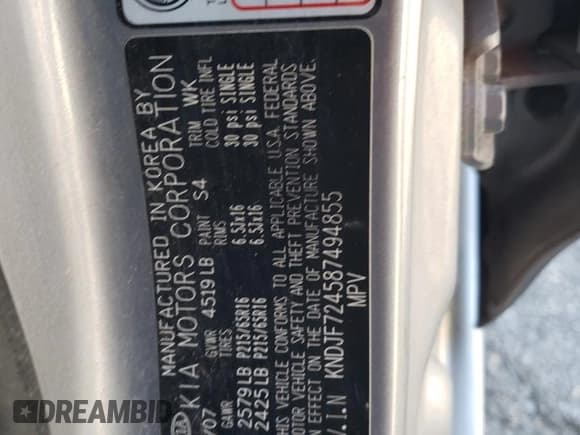 MANUFACTURED IN KOREA BY
KIA MOTORS CORPORATION
07 GVWR 4519 LB PAINT S4 TRIM WK
GAWR RIMS COLD TIRE INFL
2579 LB P215/65R16 6.5Jx16 30 psi SINGLE
2425 LB P215/65R16 6.5Jx16 30 psi SINGLE
THIS VEHICLE CONFORMS TO ALL APPLICABLE U.S.A. FEDERAL
MOTOR VEHICLE SAFETY AND THEFT PREVENTION STANDARDS
IN EFFECT ON THE DATE OF MANUFACTURE SHOWN ABOVE.
V.I.N KNDJF724587494855
MPV
DREAMBID.COM